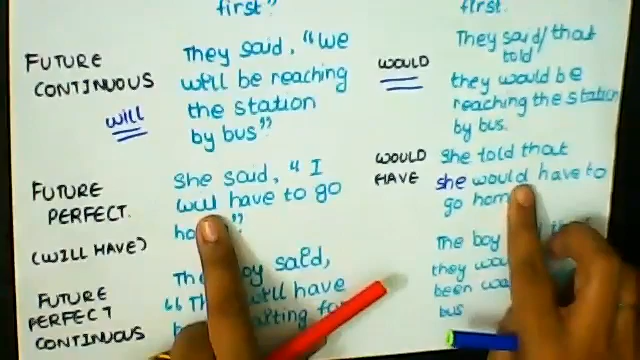 first"
first.
FUTURE CONTINUOUS
will
They said, "we
will be reaching
the station
by bus"
WOULD
They said/that
told
they would be
reaching the station
by bus.
FUTURE
PERFECT.
(WILL HAVE)
She said, "I
will have to go
WOULD
HAVE
She told that
she would have to
go
FUTURE
PERFECT
CONTINUOUS
boy said,
will have
The boy
they
been
bus